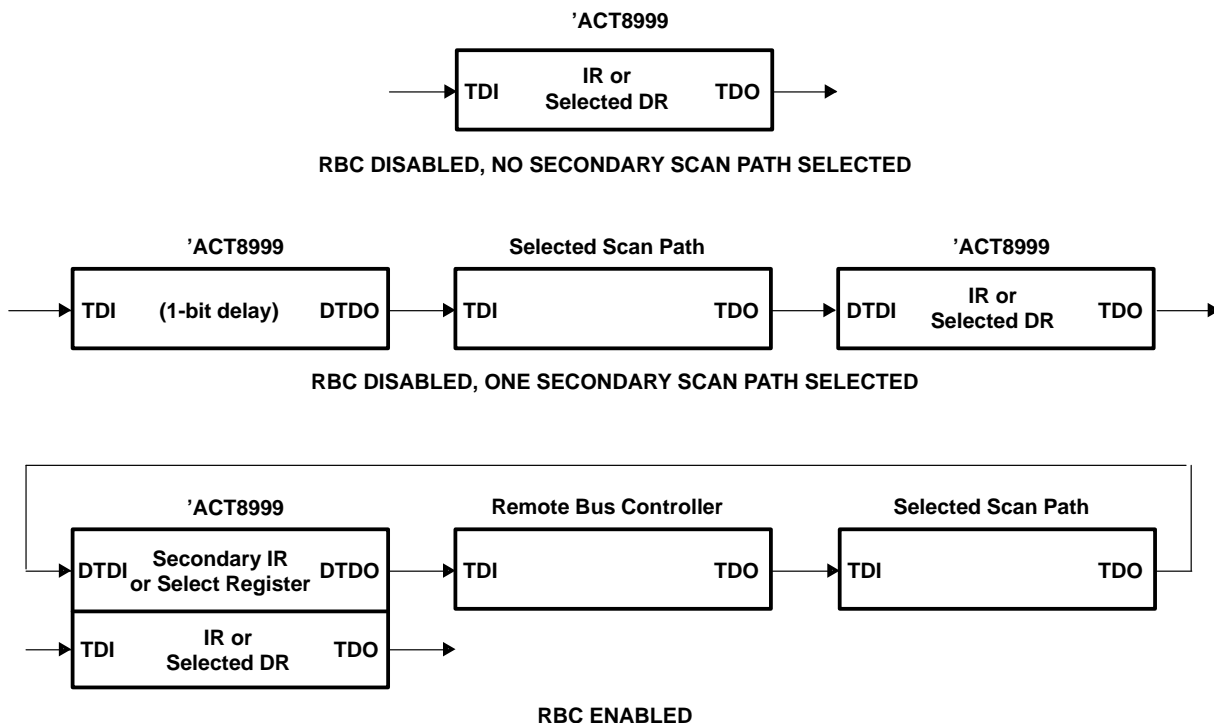 ’ACT8999
TDI IR or Selected DR TDO
RBC DISABLED, NO SECONDARY SCAN PATH SELECTED
’ACT8999 Selected Scan Path ’ACT8999
TDI (1-bit delay) DTDO TDI TDO DTDI IR or Selected DR TDO
RBC DISABLED, ONE SECONDARY SCAN PATH SELECTED
’ACT8999 Remote Bus Controller Selected Scan Path
DTDI Secondary IR or Select Register DTDO TDI TDO TDI TDO
TDI IR or Selected DR TDO
RBC ENABLED